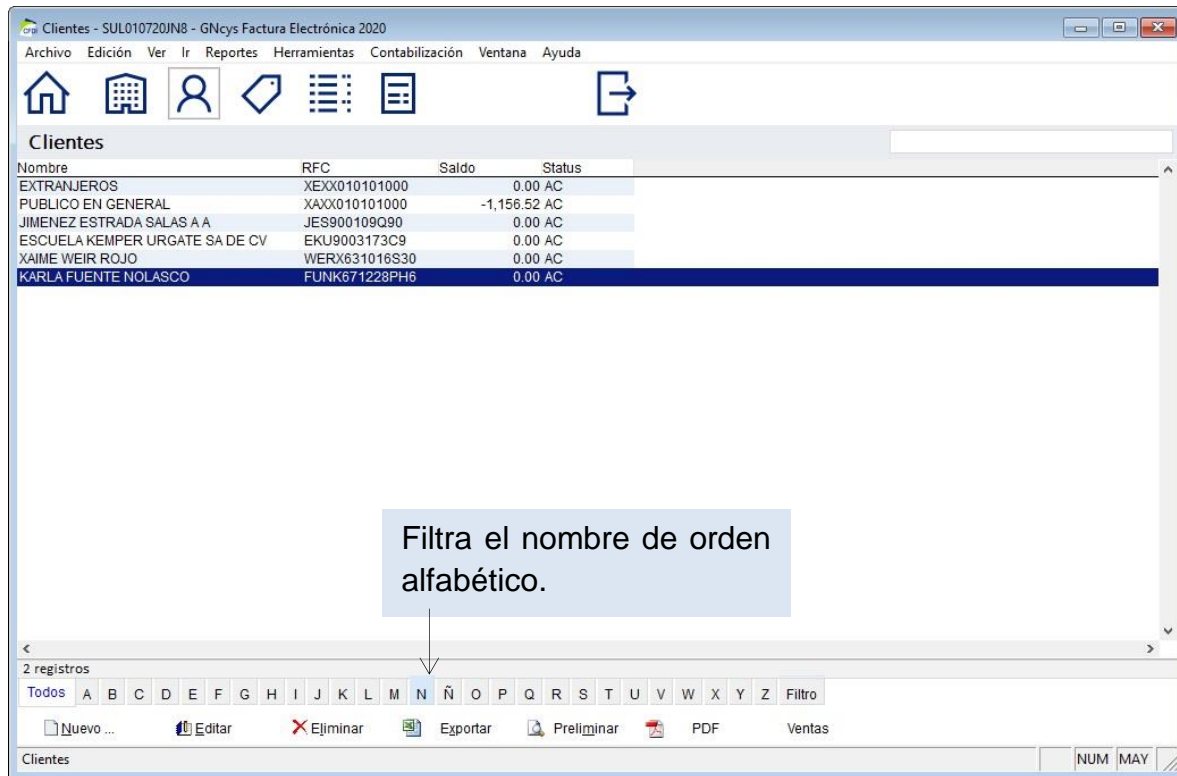 Clientes - SUL010720JN8 - GNcys Factura Electrónica 2020
Archivo Edición Ver Ir Reportes Herramientas Contabilización Ventana Ayuda
Clientes
Nombre RFC Saldo Status
EXTRANJEROS XEXX010101000 0.00 AC
PUBLICO EN GENERAL XAXX010101000 -1,156.52 AC
JIMENEZ ESTRADA SALAS A A JES900109Q90 0.00 AC
ESCUELA KEMPER URGATE SA DE CV EKU9003173C9 0.00 AC
XAIME WEIR ROJO WERX631016S30 0.00 AC
KARLA FUENTE NOLASCO FUNK671228PH6 0.00 AC
Filtra el nombre de orden
alfabético.
2 registros
Todos A B C D E F G H I J K L M N Ñ O P Q R S T U V W X Y Z Filtro
Nuevo ... Editar Eliminar Exportar Preliminar PDF Ventas
Clientes NUM MAY